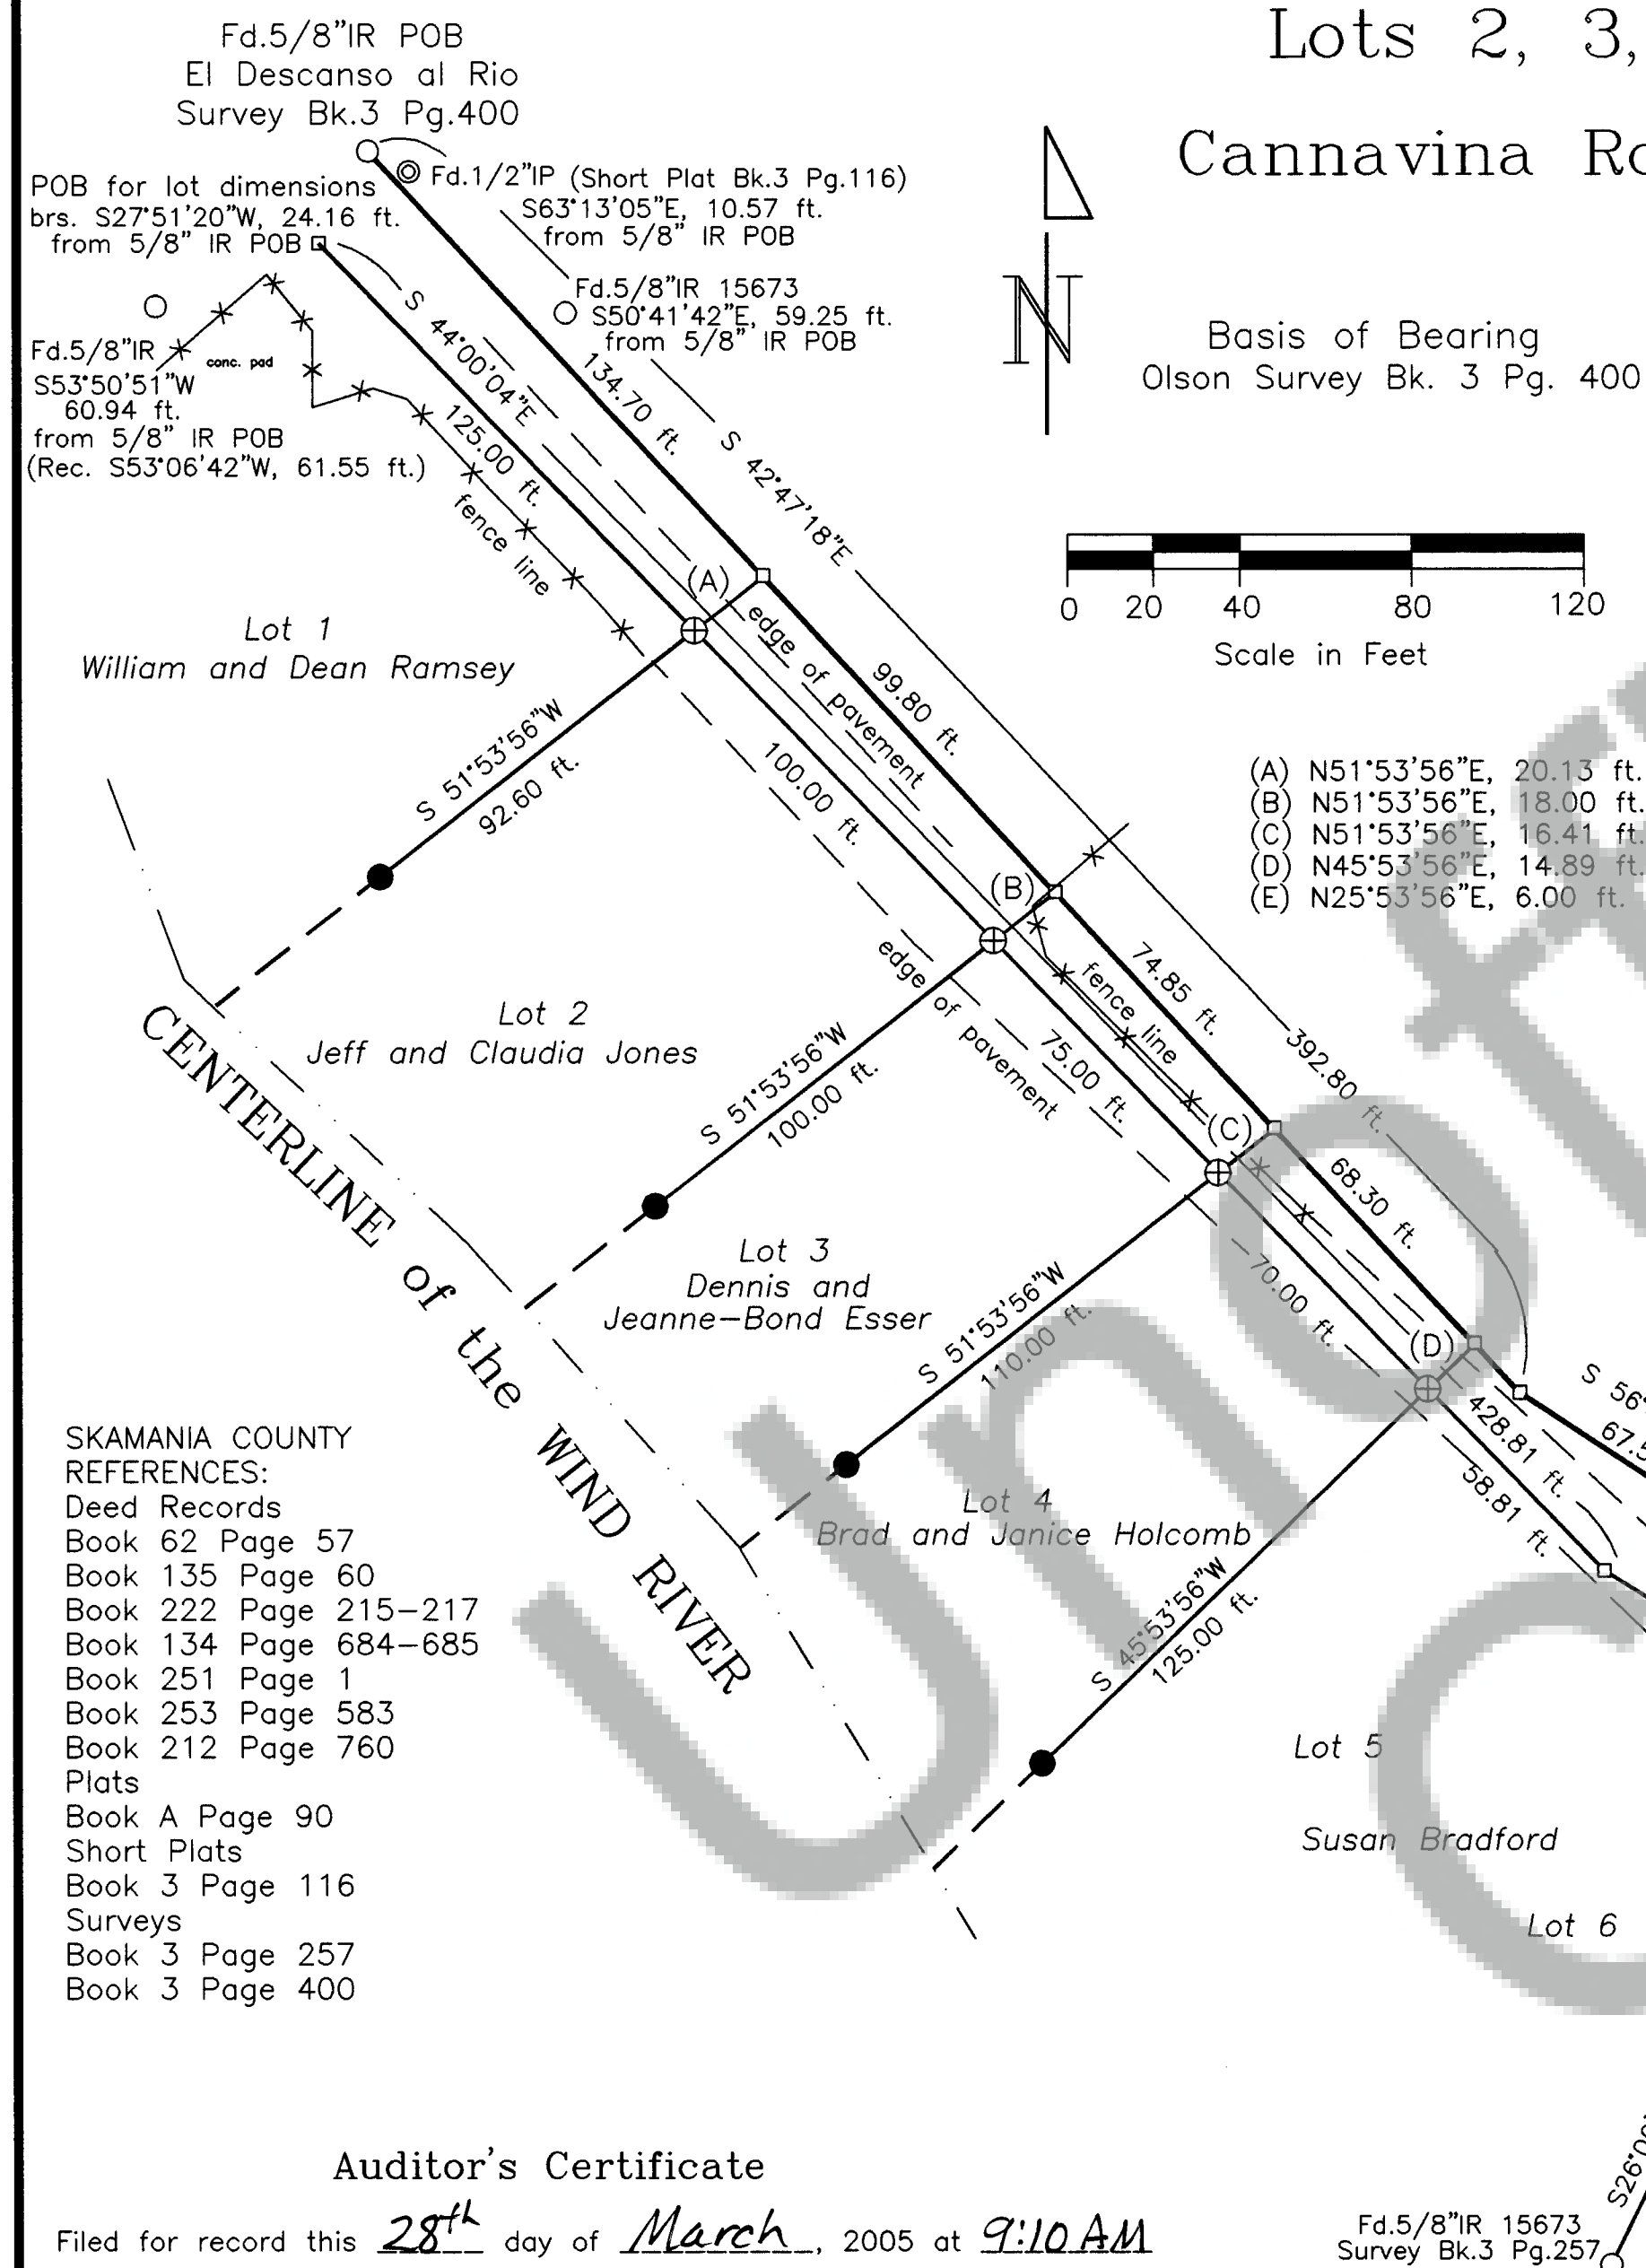 Lots 2, 3,
Cannavina
Fd.5/8"IR POB
El Descanso al Rio
Survey Bk.3 Pg.400
Fd.1/2"IP (Short Plat Bk.3 Pg.116)
S63°13'05"E, 10.57 ft.
from 5/8" IR POB
POB for lot dimensions
brs. S27°51'20"W, 24.16 ft.
from 5/8" IR POB
Fd.5/8"IR 15673
S50°41'42"E, 59.25 ft.
from 5/8" IR POB
Fd.5/8"IR
S53°50'51"W
60.94 ft.
from 5/8" IR POB
(Rec. S53°06'42"W, 61.55 ft.)
conc. pad
N
Basis of Bearing
Olson Survey Bk. 3 Pg. 400
0 20 40 80 120
Scale in Feet
S 44°00'04"E
125.00 ft.
134.70 ft.
S 42°47'18"E
392.80 ft.
fence line
(A)
edge of pavement
99.80 ft.
100.00 ft.
Lot 1
William and Dean Ramsey
S 51°53'56"W
92.60 ft.
(A) N51°53'56"E, 20.13 ft.
(B) N51°53'56"E, 18.00 ft.
(C) N51°53'56"E, 16.41 ft.
(D) N45°53'56"E, 14.89 ft.
(E) N25°53'56"E, 6.00 ft.
(B)
edge of pavement
fence line
74.85 ft.
75.00 ft.
Lot 2
Jeff and Claudia Jones
S 51°53'56"W
100.00 ft.
CENTERLINE of the WIND RIVER
(C)
68.30 ft.
70.00 ft.
Lot 3
Dennis and
Jeanne-Bond Esser
S 51°53'56"W
110.00 ft.
(D)
428.81 ft.
58.81 ft.
S 56°
67.5
Lot 4
Brad and Janice Holcomb
S 45°53'56"W
125.00 ft.
Lot 5
Susan Bradford
Lot 6
SKAMANIA COUNTY
REFERENCES:
Deed Records
Book 62 Page 57
Book 135 Page 60
Book 222 Page 215-217
Book 134 Page 684-685
Book 251 Page 1
Book 253 Page 583
Book 212 Page 760
Plats
Book A Page 90
Short Plats
Book 3 Page 116
Surveys
Book 3 Page 257
Book 3 Page 400
Auditor's Certificate
Filed for record this 28th day of March, 2005 at 9:10 AM
Fd.5/8"IR 15673
Survey Bk.3 Pg.257